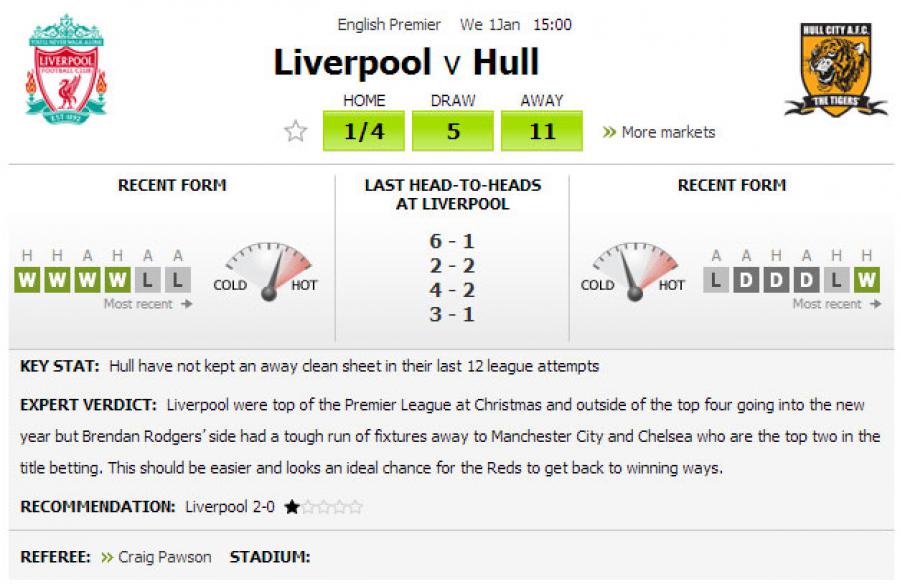 English Premier We 1Jan 15:00
YOU'LL NEVER WALK ALONE
LIVERPOOL
FOOTBALL CLUB
EST 1892
Liverpool v Hull
HULL CITY A.F.C.
THE TIGERS
HOME DRAW AWAY
1/4 5 11 » More markets
RECENT FORM
LAST HEAD-TO-HEADS
AT LIVERPOOL
RECENT FORM
H H A H A A
W W W W L L
Most recent →
COLD HOT
6 - 1
2 - 2
4 - 2
3 - 1
COLD HOT
A A H A H H
L D D D L W
Most recent →
KEY STAT: Hull have not kept an away clean sheet in their last 12 league attempts
EXPERT VERDICT: Liverpool were top of the Premier League at Christmas and outside of the top four going into the new
year but Brendan Rodgers’ side had a tough run of fixtures away to Manchester City and Chelsea who are the top two in the
title betting. This should be easier and looks an ideal chance for the Reds to get back to winning ways.
RECOMMENDATION: Liverpool 2-0 ★☆☆☆☆
REFEREE: » Craig Pawson STADIUM: